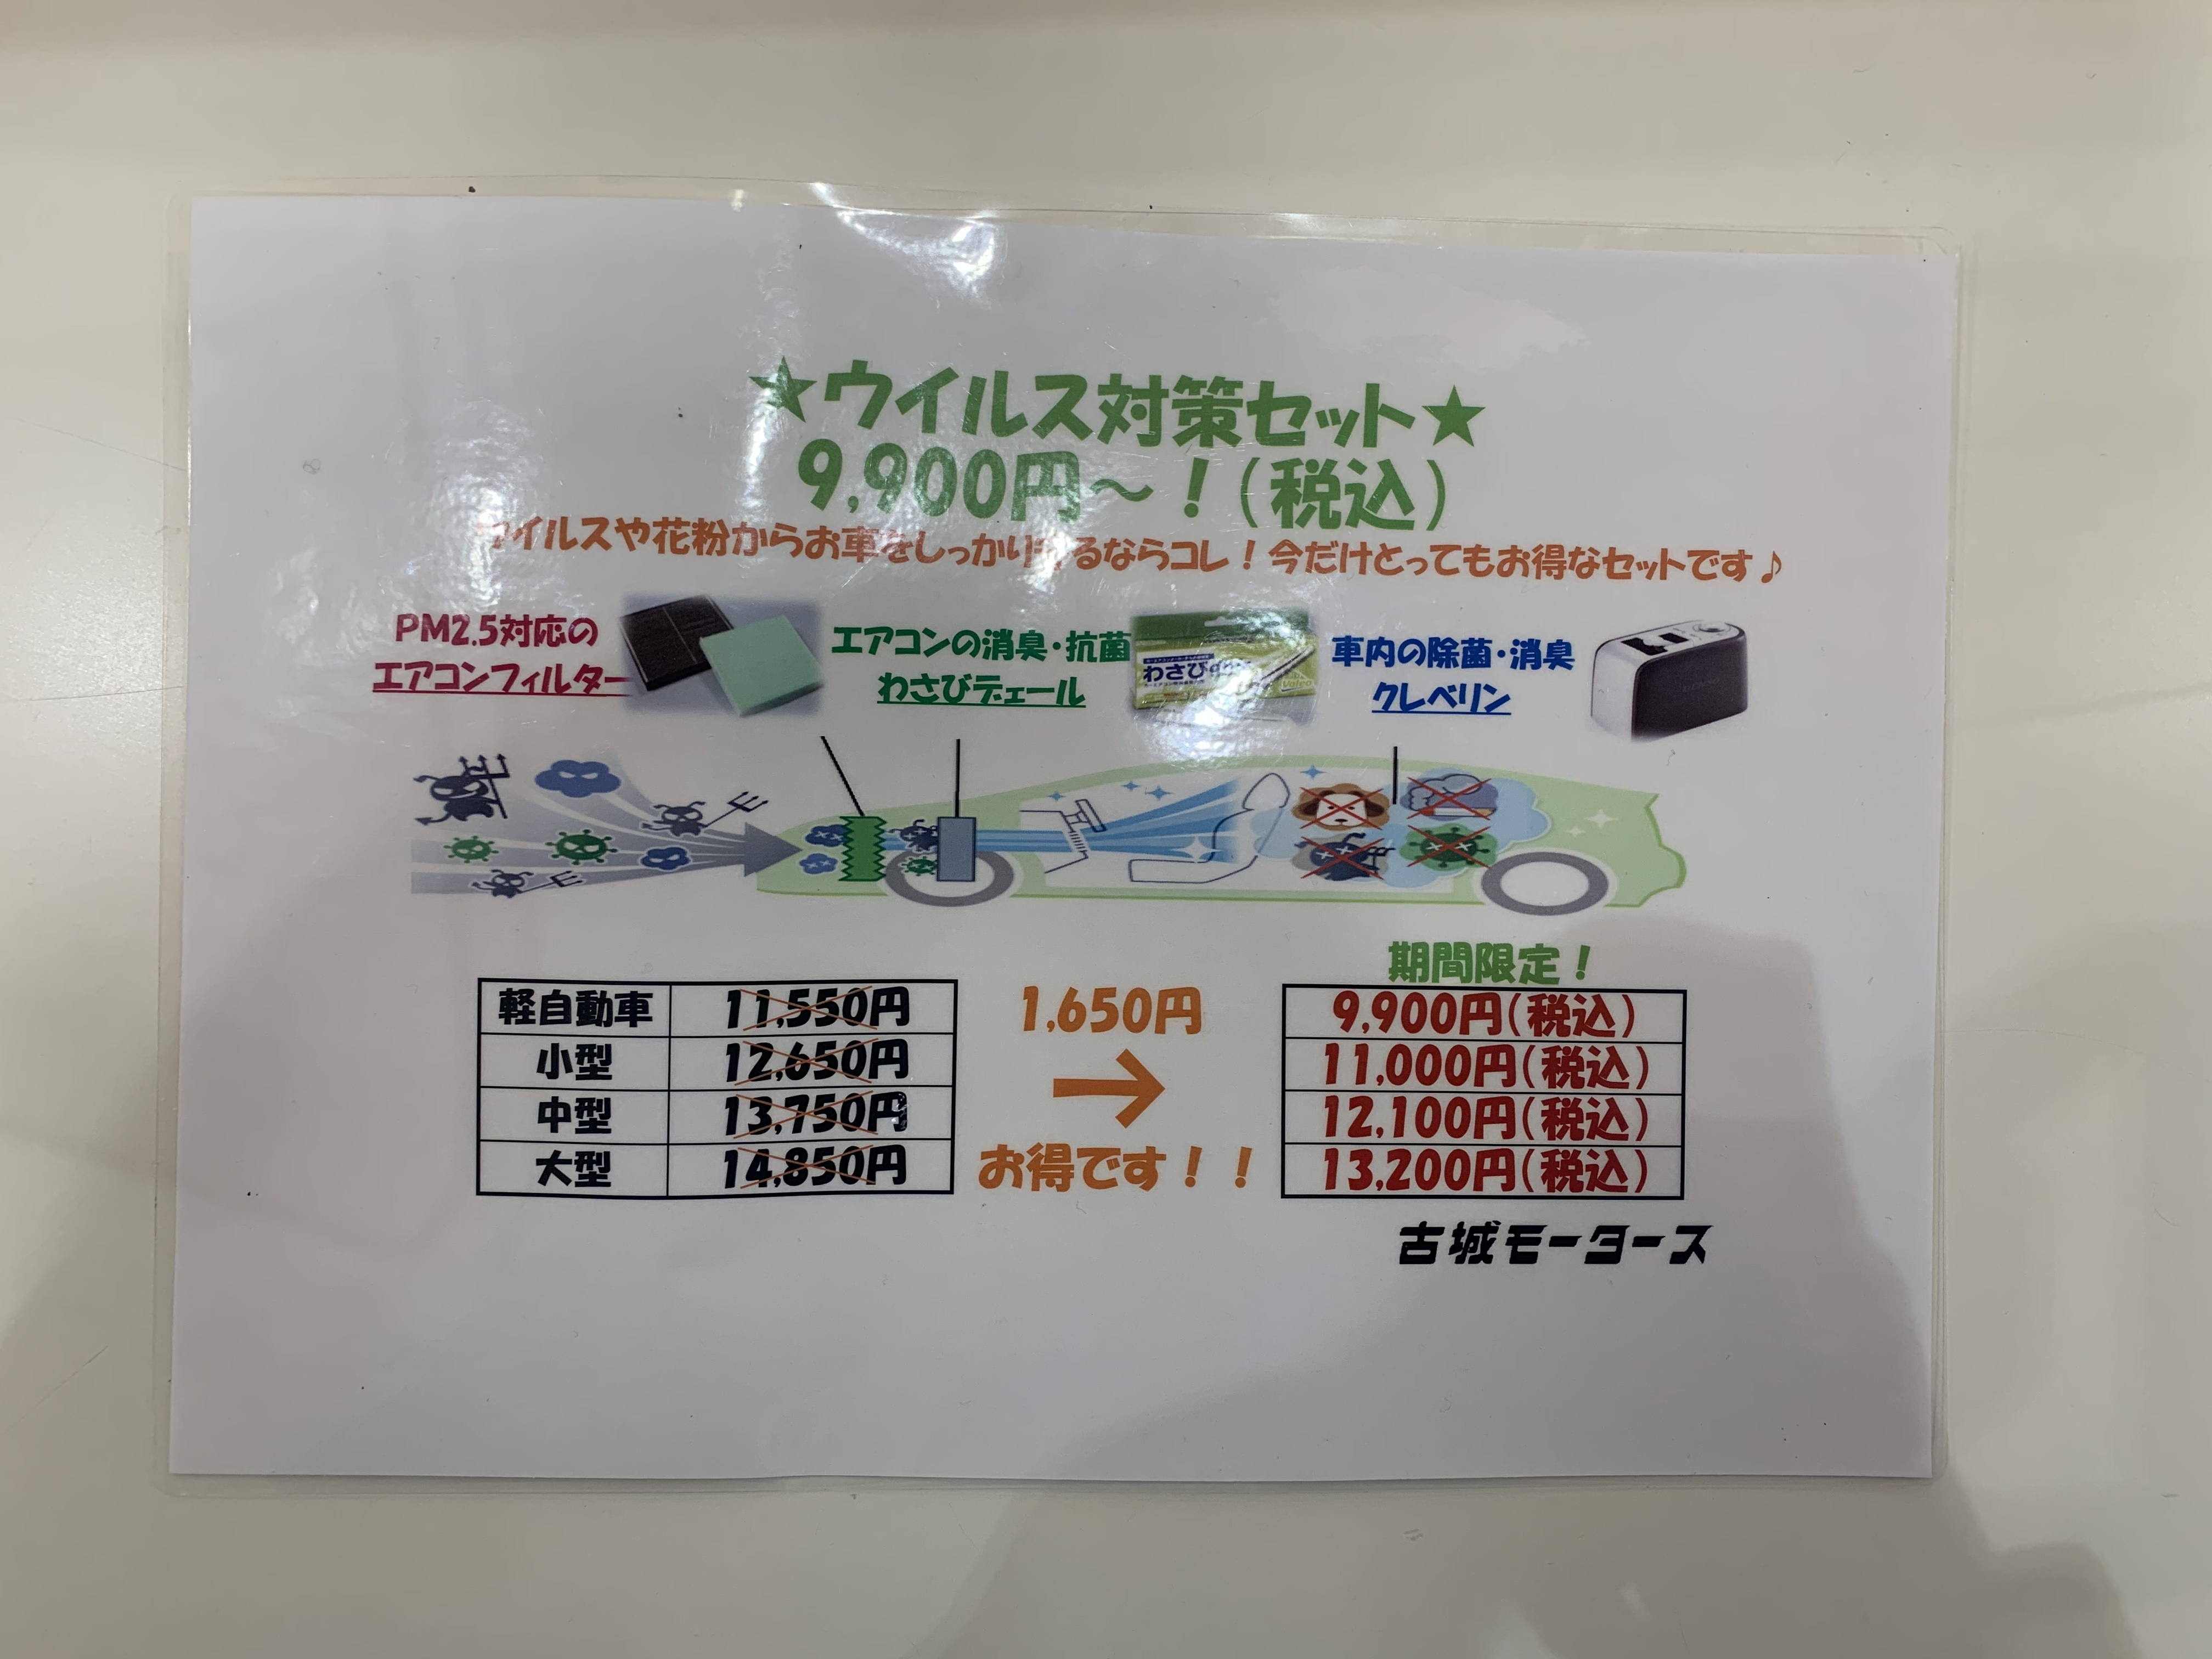 ★ウイルス対策セット★
9,900円～！（税込）
イルスや花粉からお車をしっかり るならコレ！今だけとってもお得なセットです♪
PM2.5対応の
エアコンフィルター
エアコンの消臭・抗菌
わさびデェール
わさび
Valeo
車内の除菌・消臭
クレベリン
期間限定！
軽自動車 11,550円
小型 12,650円
中型 13,750円
大型 14,850円
1,650円
→
お得です！！
9,900円（税込）
11,000円（税込）
12,100円（税込）
13,200円（税込）
古城モータース